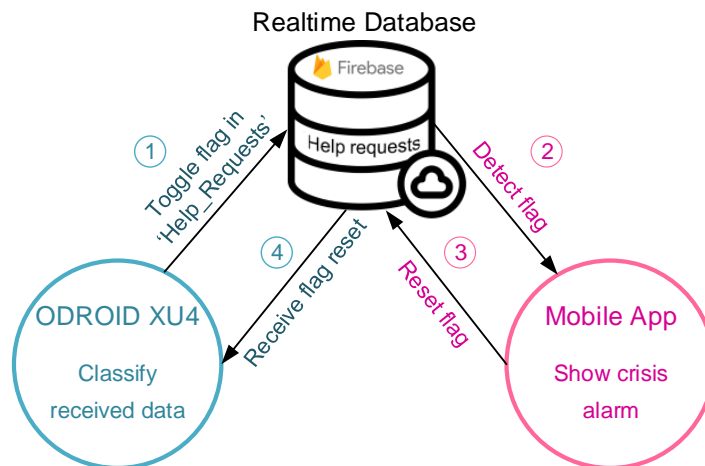 Realtime Database
Firebase
Help requests
1
Toggle flag in
‘Help_Requests’
2
Detect flag
4
Receive flag reset
3
Reset flag
ODROID XU4
Classify
received data
Mobile App
Show crisis
alarm